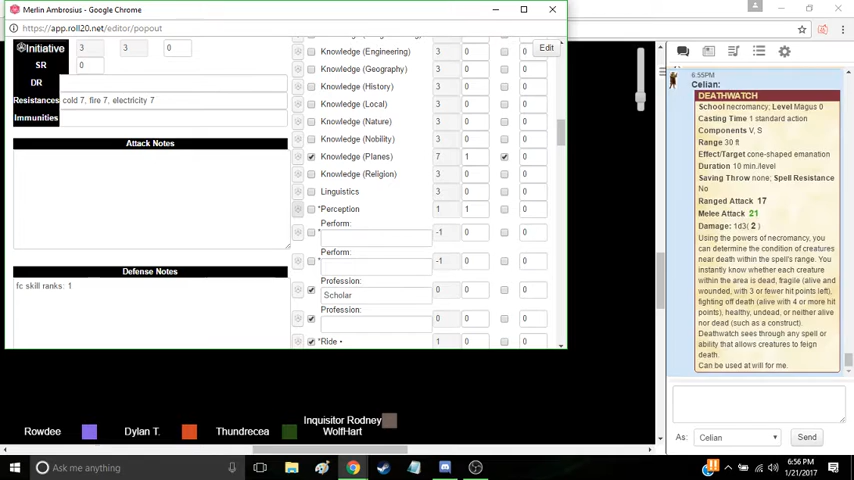 Merlin Ambrosius - Google Chrome
https://app.roll20.net/editor/popout
Initiative 3 3 0
SR 0
DR
Resistances cold 7, fire 7, electricity 7
Immunities
Attack Notes
Defense Notes
fc skill ranks: 1
Edit
Knowledge (Engineering) 3 0 0
Knowledge (Geography) 3 0 0
Knowledge (History) 3 0 0
Knowledge (Local) 3 0 0
Knowledge (Nature) 3 0 0
Knowledge (Nobility) 3 0 0
Knowledge (Planes) 7 1 0
Knowledge (Religion) 3 0 0
Linguistics 3 0 0
*Perception 1 1 0
Perform:
* -1 0 0
Perform:
* -1 0 0
Profession:
Scholar 0 0 0
Profession:
0 0 0
*Ride • 1 0 0
Rowdee
Dylan T.
Thundrecea
Inquisitor Rodney
WolfHart
6:55PM
Celian:
DEATHWATCH
School necromancy; Level Magus 0
Casting Time 1 standard action
Components V, S
Range 30 ft
Effect/Target cone-shaped emanation
Duration 10 min./level
Saving Throw none; Spell Resistance
No
Ranged Attack 17
Melee Attack 21
Damage: 1d3( 2 )
Using the powers of necromancy, you
can determine the condition of creatures
near death within the spell's range. You
instantly know whether each creature
within the area is dead, fragile (alive and
wounded, with 3 or fewer hit points left),
fighting off death (alive with 4 or more hit
points), healthy, undead, or neither alive
nor dead (such as a construct).
Deathwatch sees through any spell or
ability that allows creatures to feign
death.
Can be used at will for me.
As: Celian Send
Ask me anything
6:56 PM
1/21/2017